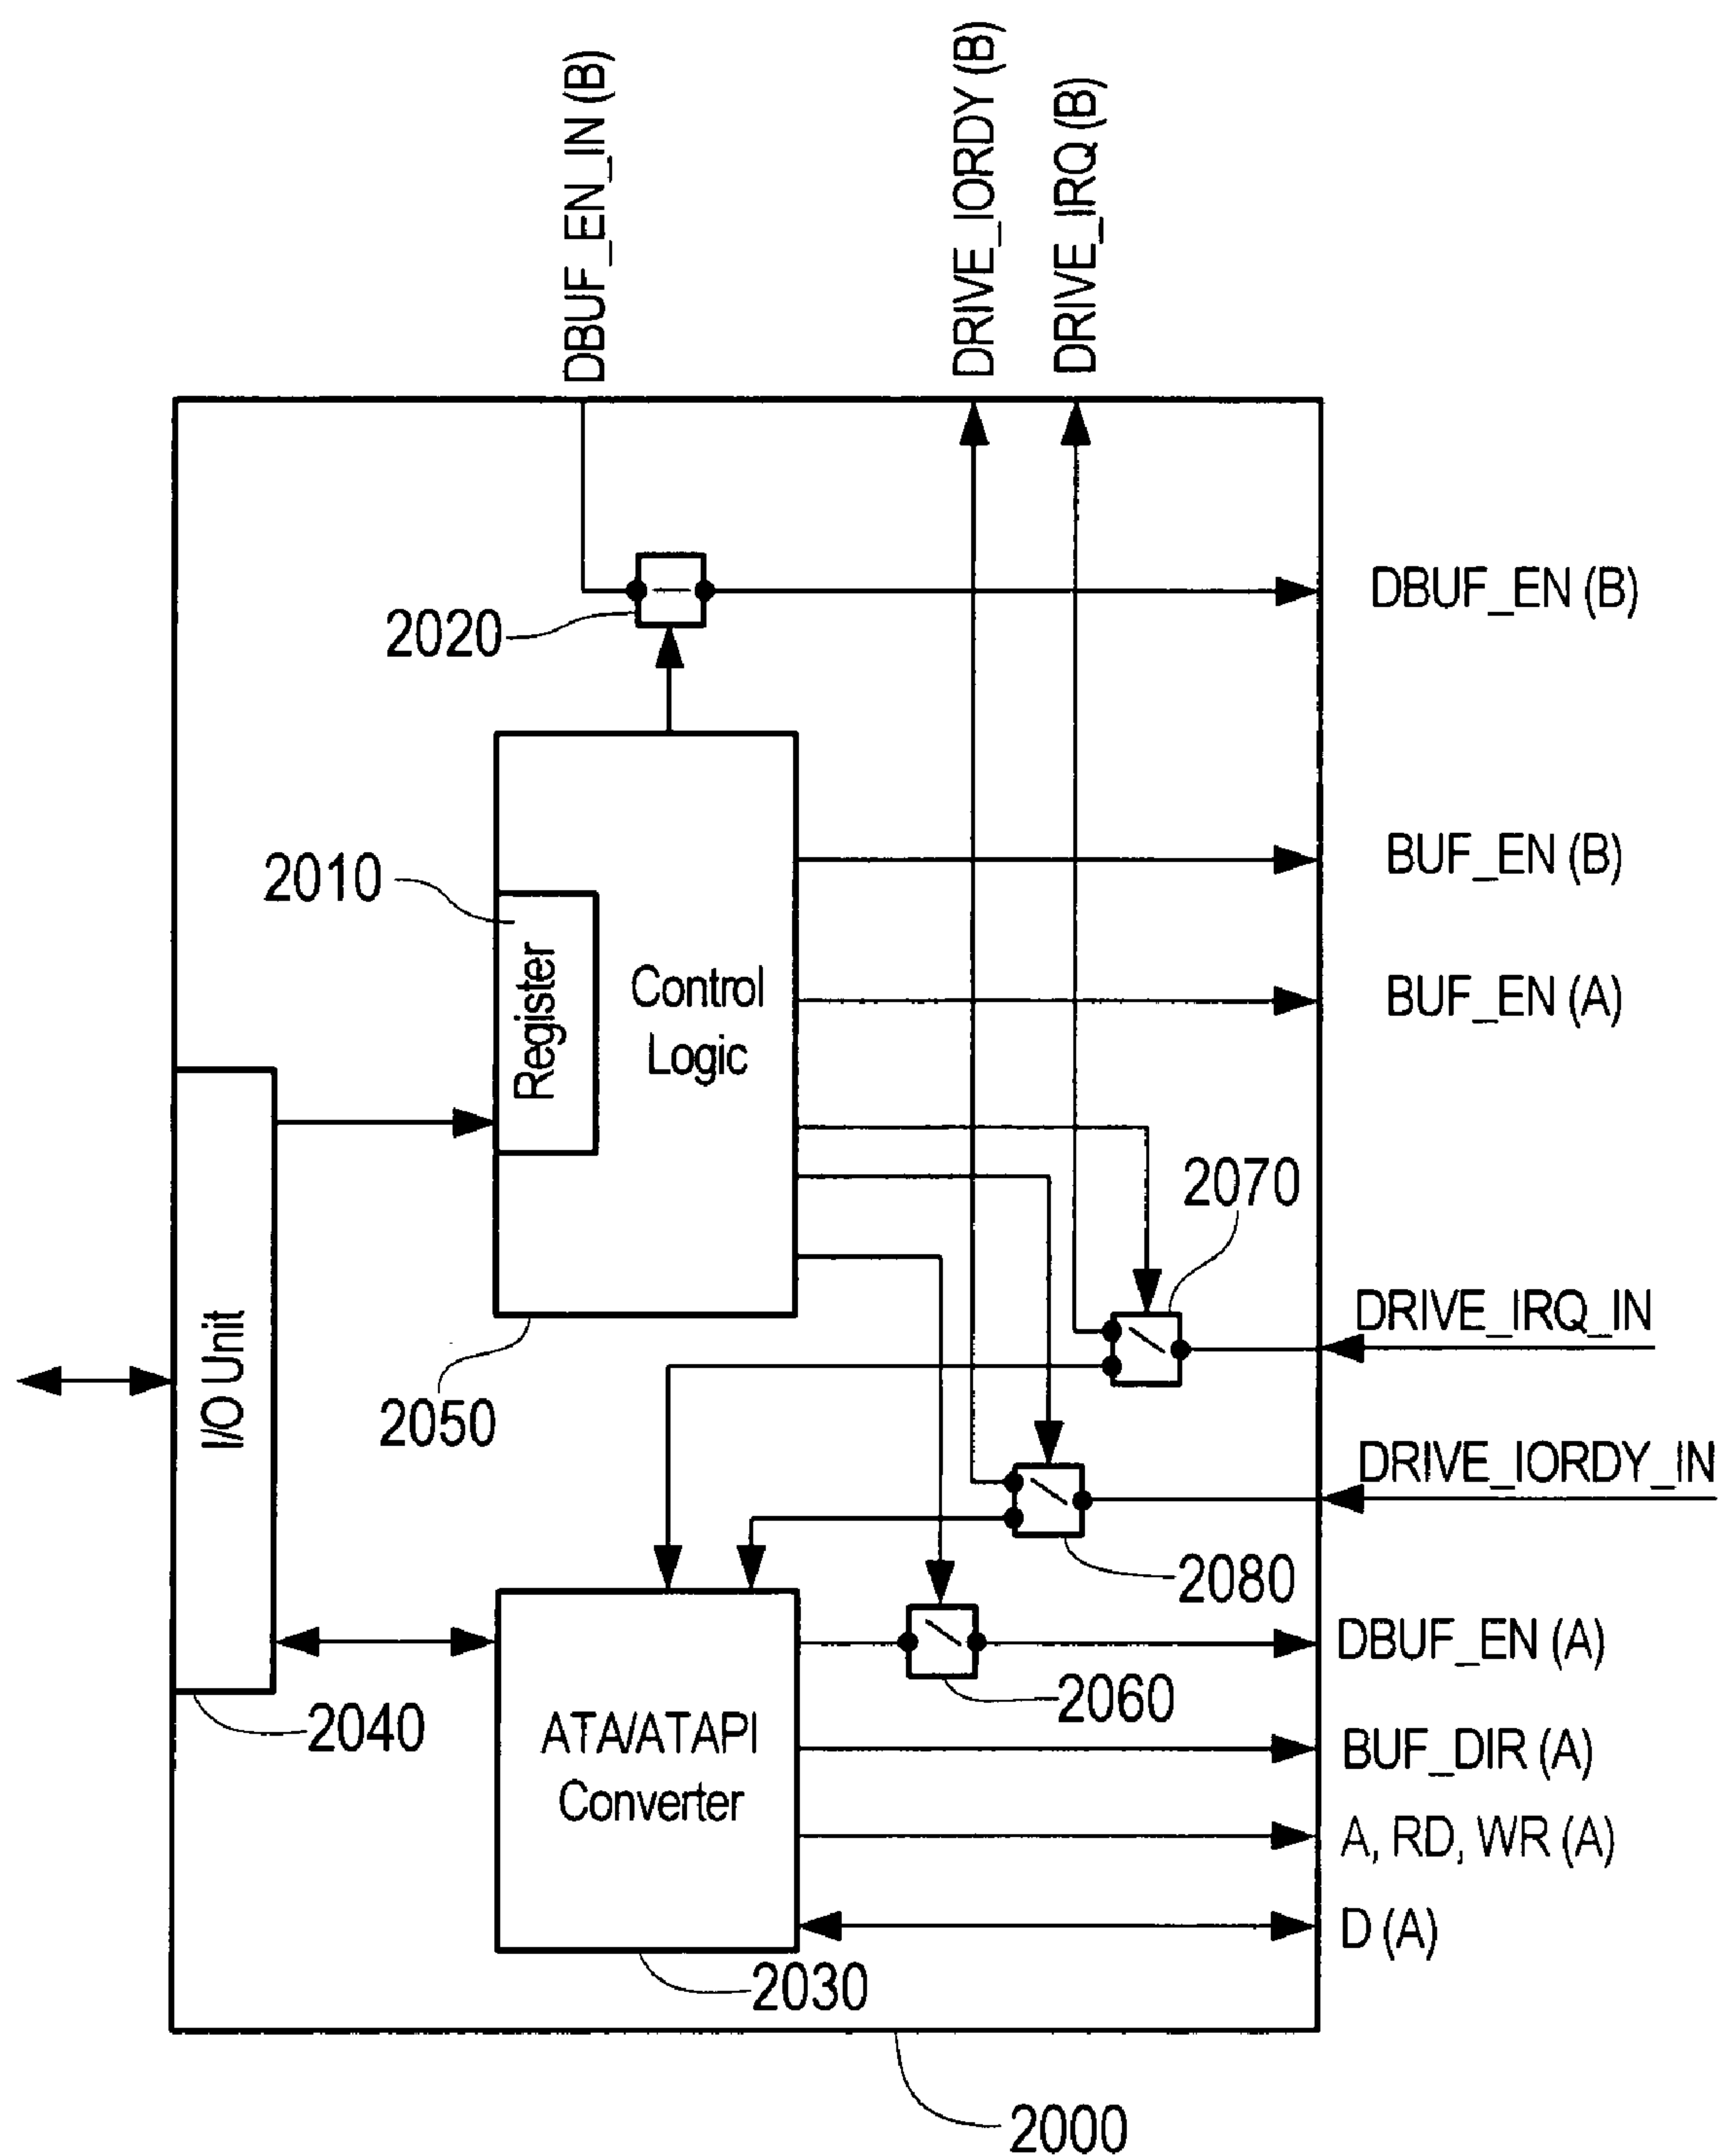 DBUF_EN_IN (B)
DRIVE_IORDY (B)
DRIVE_IRQ (B)
DBUF_EN (B)
2020
BUF_EN (B)
2010
Register
Control
Logic
BUF_EN (A)
2070
DRIVE_IRQ_IN
I/O Unit
2050
DRIVE_IORDY_IN
2080
DBUF_EN (A)
2060
2040
ATA/ATAPI
Converter
BUF_DIR (A)
A, RD, WR (A)
D (A)
2030
2000